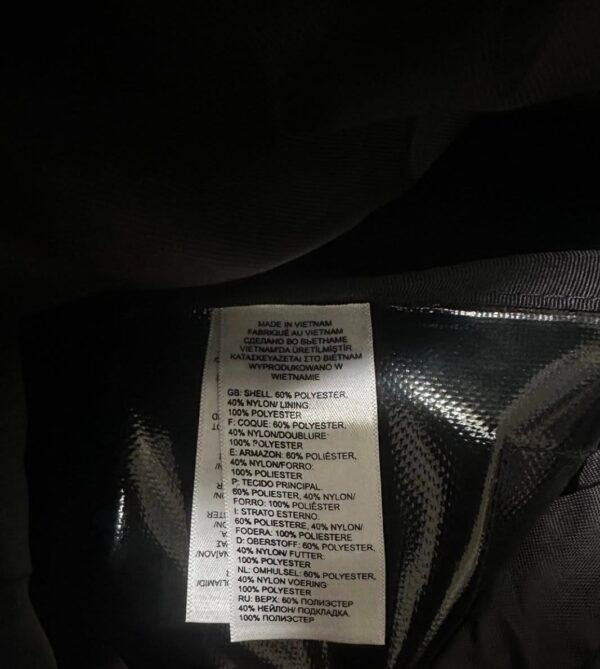 MADE IN VIETNAM
FABRIQUÉ AU VIETNAM
СДЕЛАНО ВО ВЬЕТНАМЕ
VIETNAM'DA ÜRETİLMİŞTİR
ΚΑΤΑΣΚΕΥΑΖΕΤΑΙ ΣΤΟ ΒΙΕΤΝΑΜ
WYPRODUKOWANO W
WIETNAMIE
GB: SHELL. 60% POLYESTER,
40% NYLON/ LINING.
100% POLYESTER
F: COQUE: 60% POLYESTER,
40% NYLON/DOUBLURE:
100% POLYESTER
E: ARMAZON: 60% POLIÉSTER,
40% NYLON/FORRO:
100% POLIESTER
P: TECIDO PRINCIPAL.
60% POLIESTER, 40% NYLON/
FORRO: 100% POLIÉSTER
I: STRATO ESTERNO:
60% POLIESTERE, 40% NYLON/
FODERA: 100% POLIESTERE
D: OBERSTOFF: 60% POLYESTER,
40% NYLON/ FUTTER:
100% POLYESTER
NL: OMHULSEL: 60% POLYESTER,
40% NYLON VOERING:
100% POLYESTER
RU: ВЕРХ: 60% ПОЛИЭСТЕР
40% НЕЙЛОН/ ПОДКЛАДКА.
100% ПОЛИЭСТЕР